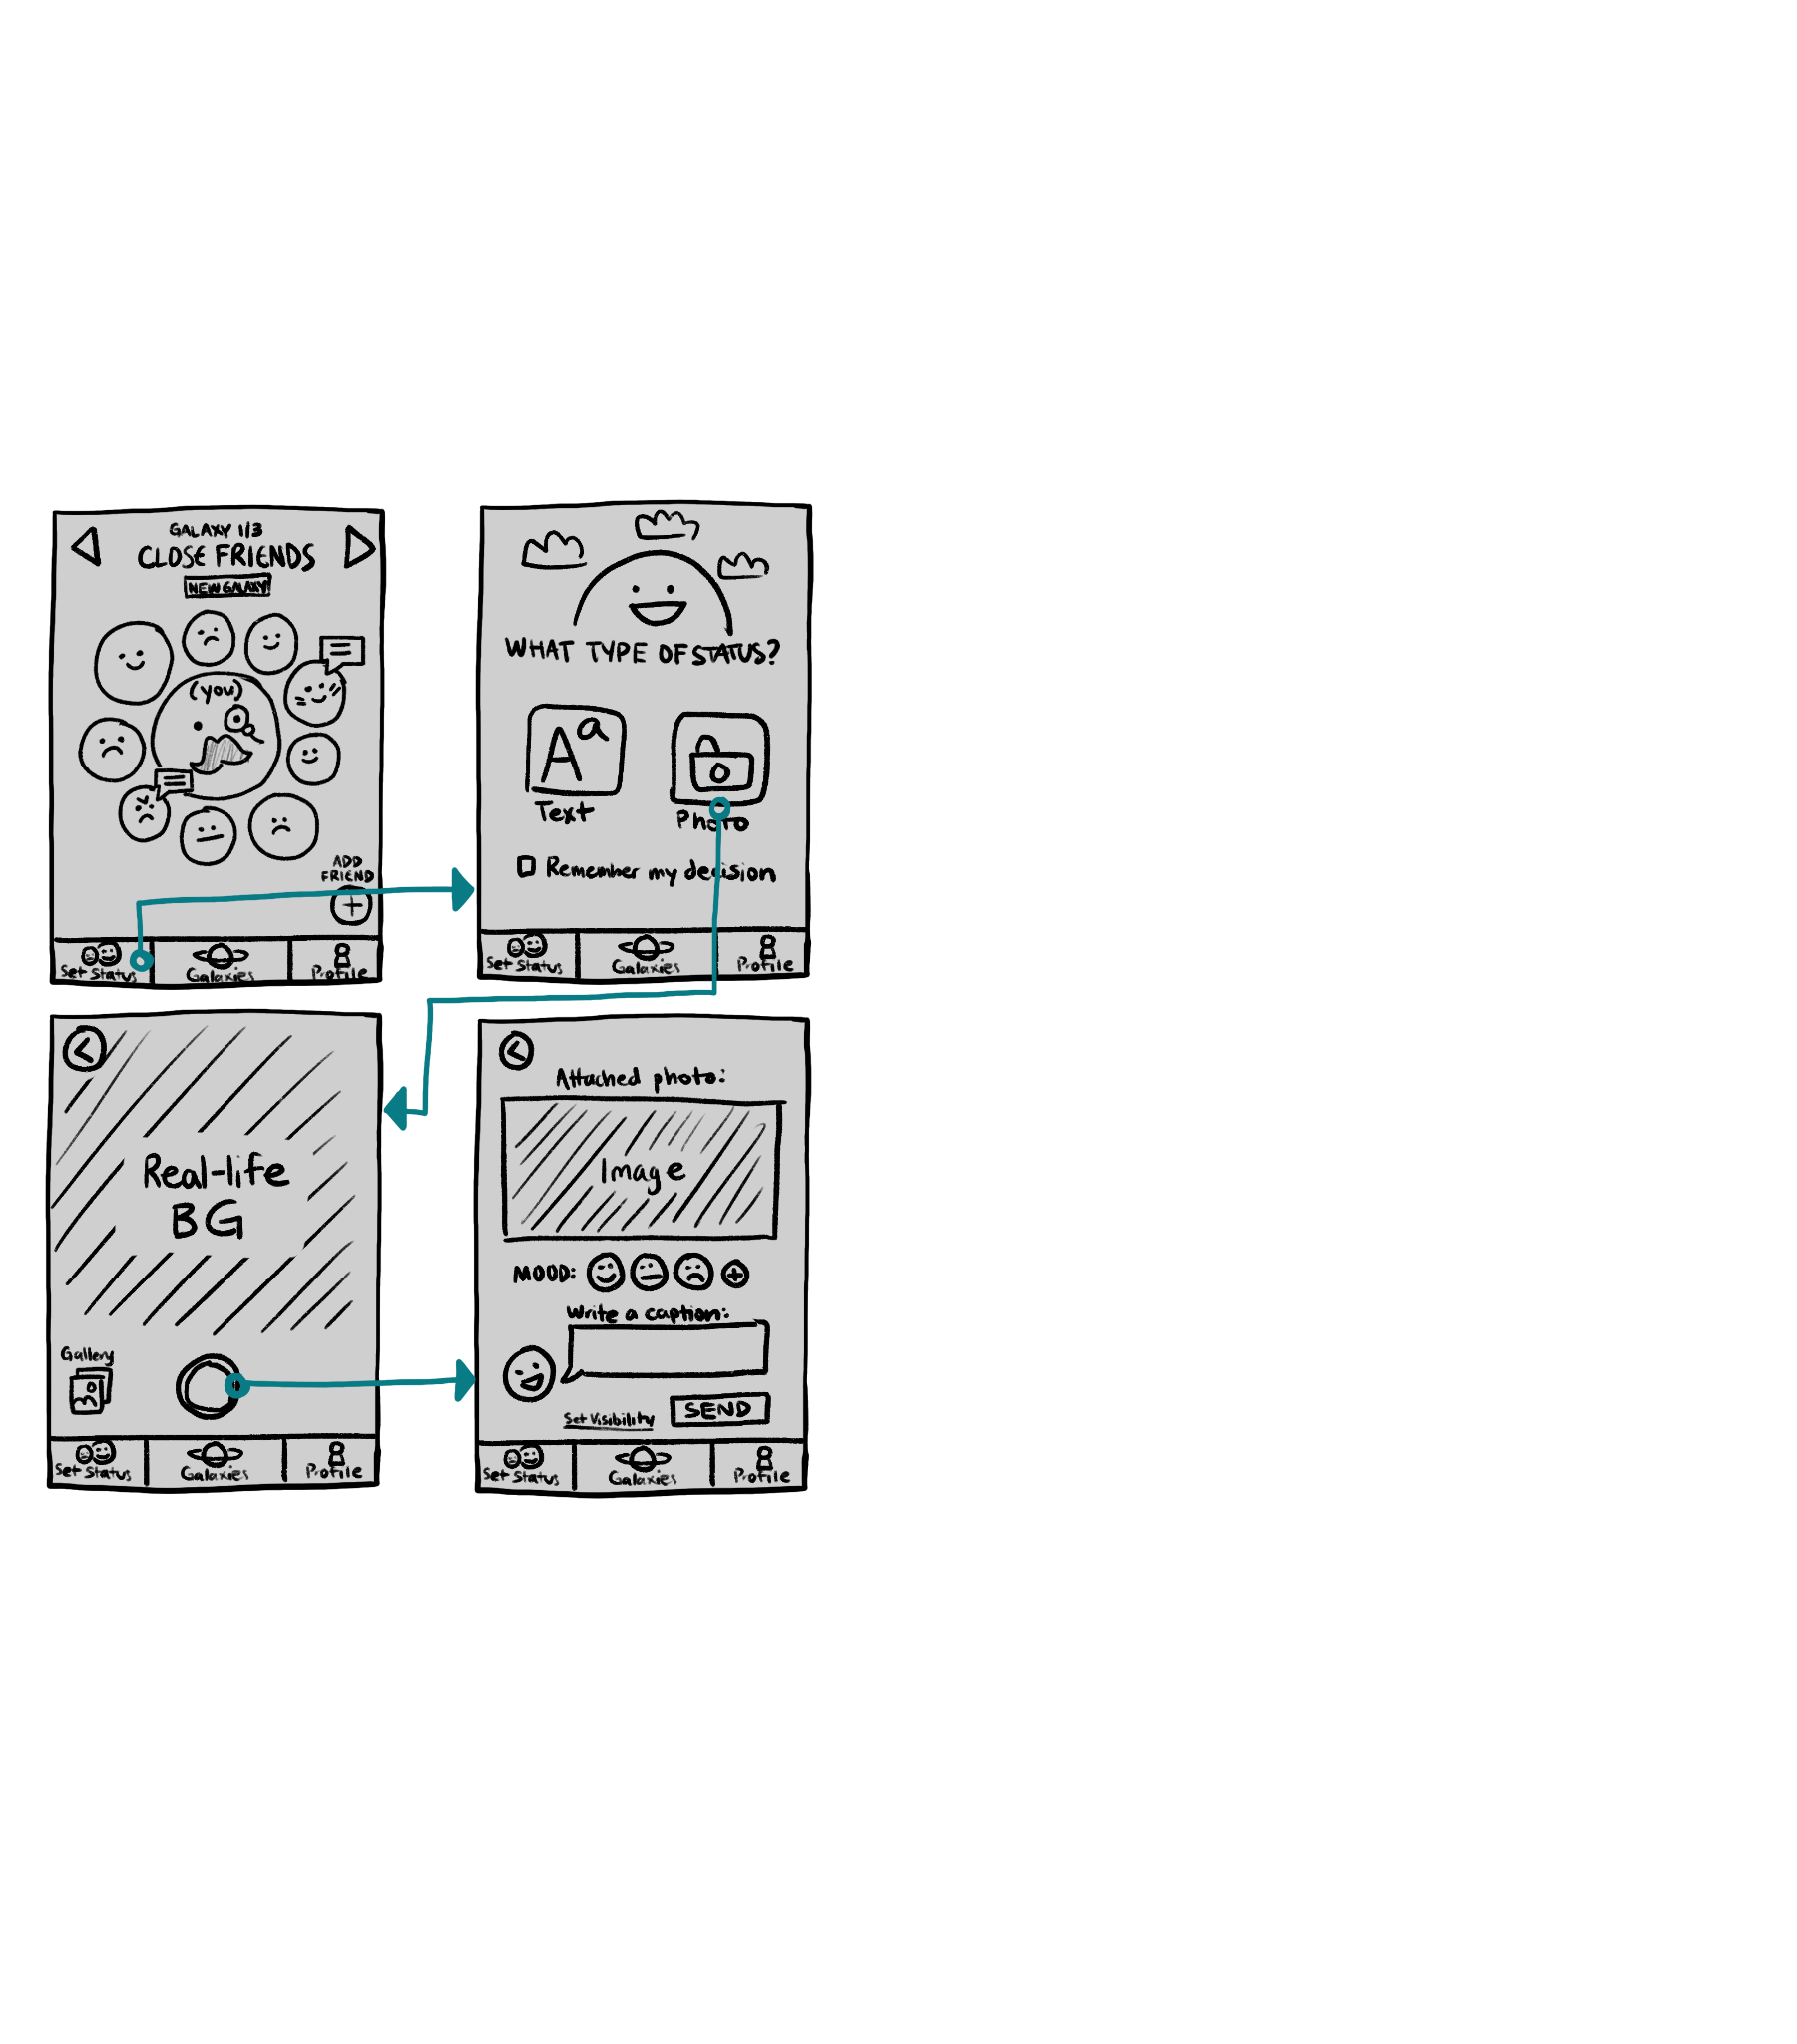 GALAXY 1/3
CLOSE FRIENDS
NEW GALAXY
(you)
ADD
FRIEND
Set Status
Galaxies
Profile
WHAT TYPE OF STATUS?
Aa
Text
Photo
Remember my decision
Set Status
Galaxies
Profile
Real-life
BG
Gallery
Set Status
Galaxies
Profile
Attached photo:
Image
MOOD:
Write a caption:
Set Visibility
SEND
Set Status
Galaxies
Profile